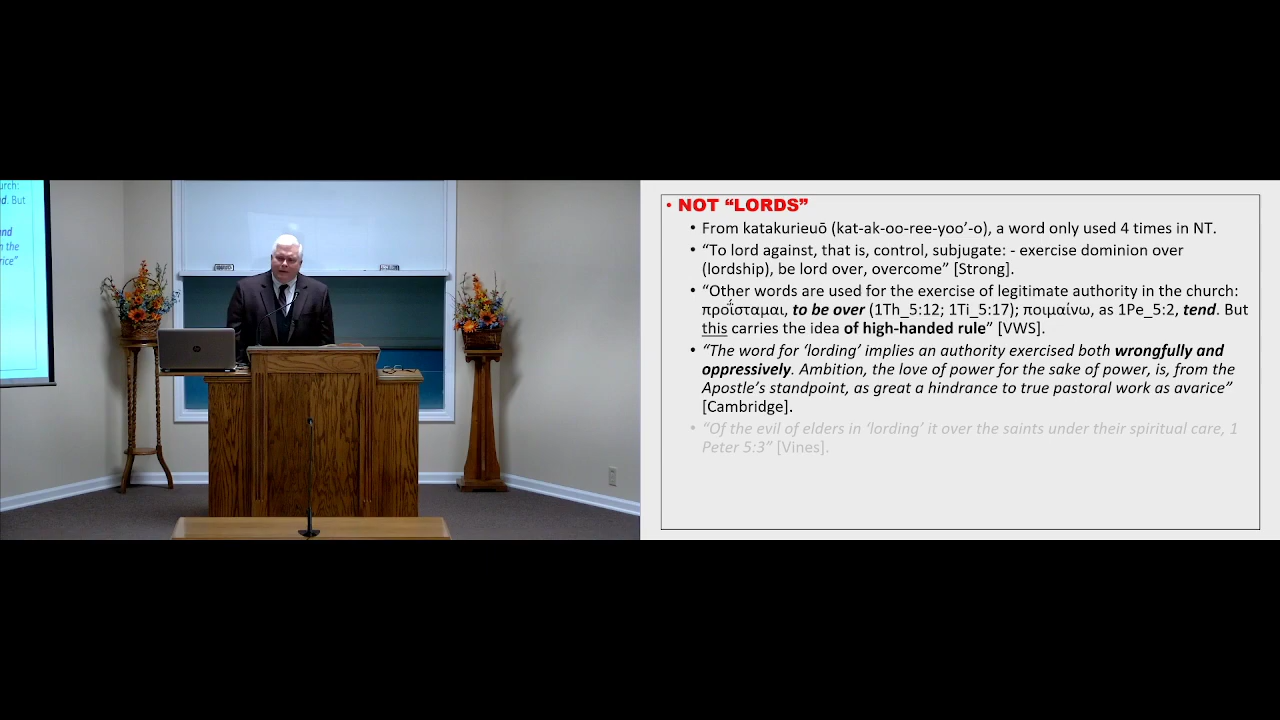 urch:
d. But
and
h the
rice”
• NOT “LORDS”
• From katakurieuō (kat-ak-oo-ree-yoo’-o), a word only used 4 times in NT.
• “To lord against, that is, control, subjugate: - exercise dominion over
(lordship), be lord over, overcome” [Strong].
• “Other words are used for the exercise of legitimate authority in the church:
προΐσταμαι, to be over (1Th_5:12; 1Ti_5:17); ποιμαίνω, as 1Pe_5:2, tend. But
this carries the idea of high-handed rule” [VWS].
• “The word for ‘lording’ implies an authority exercised both wrongfully and
oppressively. Ambition, the love of power for the sake of power, is, from the
Apostle’s standpoint, as great a hindrance to true pastoral work as avarice”
[Cambridge].
• “Of the evil of elders in ‘lording’ it over the saints under their spiritual care, 1
Peter 5:3” [Vines].